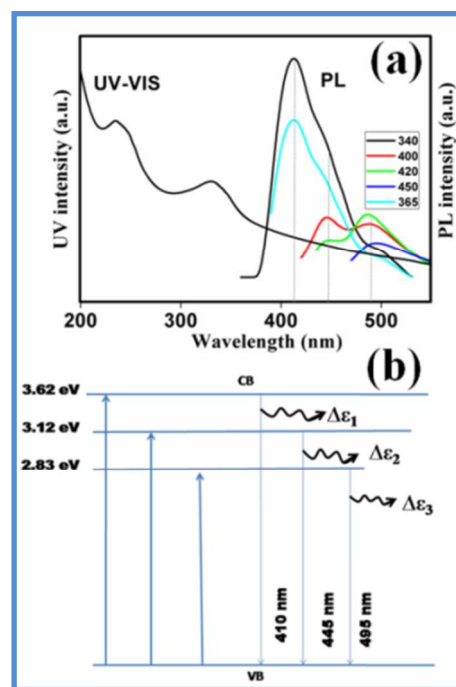 (a)
UV-VIS
PL
UV intensity (a.u.)
PL intensity (a.u.)
340
400
420
450
365
200
300
400
500
Wavelength (nm)
(b)
3.62 eV
CB
Δε1
3.12 eV
Δε2
2.83 eV
Δε3
410 nm
445 nm
495 nm
VB